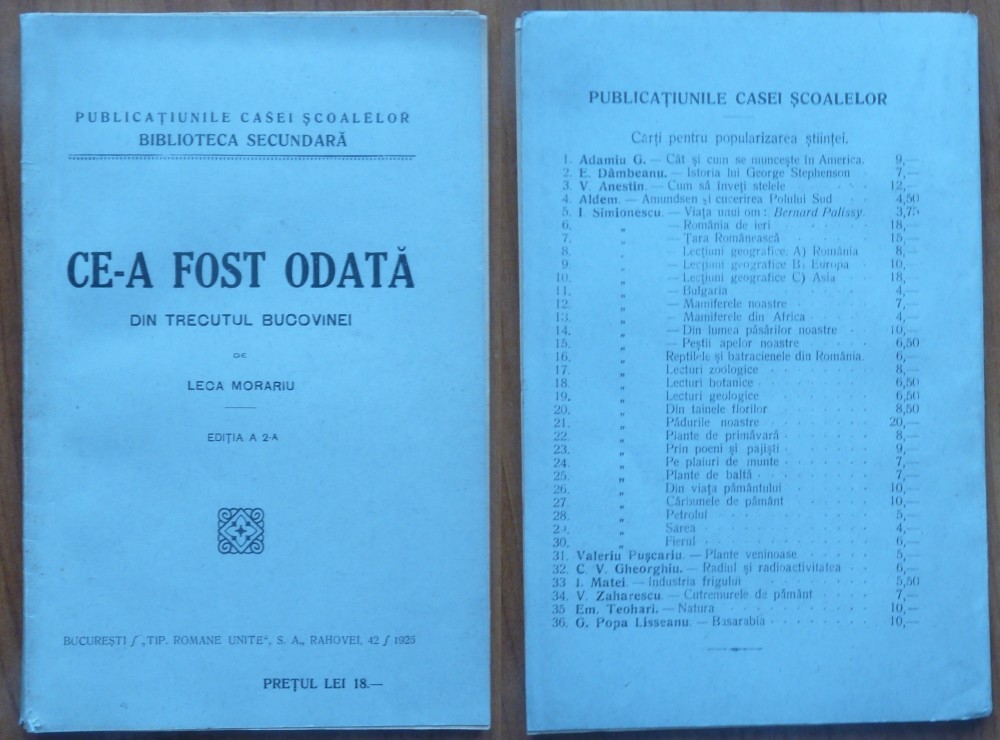 PUBLICAȚIUNILE CASEI ȘCOALELOR
BIBLIOTECA SECUNDARĂ
CE-A FOST ODATĂ
DIN TRECUTUL BUCOVINEI
DE
LECA MORARIU
EDIȚIA A 2-A
BUCUREȘTI / „TIP. ROMANE UNITE“, S. A., RAHOVEI, 42 / 1925
PREȚUL LEI 18.—
PUBLICAȚIUNILE CASEI ȘCOALELOR
Cărți pentru popularizarea științei.
1. Adamiu G. — Cât și cum se muncește în America. 9,—
2. E. Dâmbeanu. — Istoria lui George Stephenson 7,—
3. V. Anestin. — Cum să înveți stelele 12,—
4. Aldem. — Amundsen și cucerirea Polului Sud 4,50
5. I. Simionescu. — Viața unui om: Bernard Palissy. 3,75
6. „ — România de ieri 18,—
7. „ — Țara Românească 15,—
8. „ — Lecțiuni geografice. A) România 8,—
9. „ — Lecțiuni geografice B) Europa 10,—
10. „ — Lecțiuni geografice C) Asia 18,—
11. „ — Bulgaria 4,—
12. „ — Mamiferele noastre 7,—
13. „ — Mamiferele din Africa 4,—
14. „ — Din lumea păsărilor noastre 10,—
15. „ — Peștii apelor noastre 6,50
16. „ Reptilele și batracienele din România. 6,—
17. „ Lecturi zoologice 8,—
18. „ Lecturi botanice 6,50
19. „ Lecturi geologice 6,50
20. „ Din tainele florilor 8,50
21. „ Pădurile noastre 20,—
22. „ Plante de primăvară 8,—
23. „ Prin poeni și pajiști 9,—
24. „ Pe plaiuri de munte 7,—
25. „ Plante de baltă 7,—
26. „ Din viața pământului 10,—
27. „ Cărbunele de pământ 10,—
28. „ Petrolul 5,—
29. „ Sarea 4,—
30. „ Fierul 6,—
31. Valeriu Pușcariu. — Plante veninoase 5,—
32. C. V. Gheorghiu. — Radiul și radioactivitatea 6,—
33 I. Matei. — Industria frigului 5,50
34. V. Zaharescu. — Cutremurele de pământ 7,—
35 Em. Teohari. — Natura 10,—
36. G. Popa Lisseanu. — Basarabia 10,—